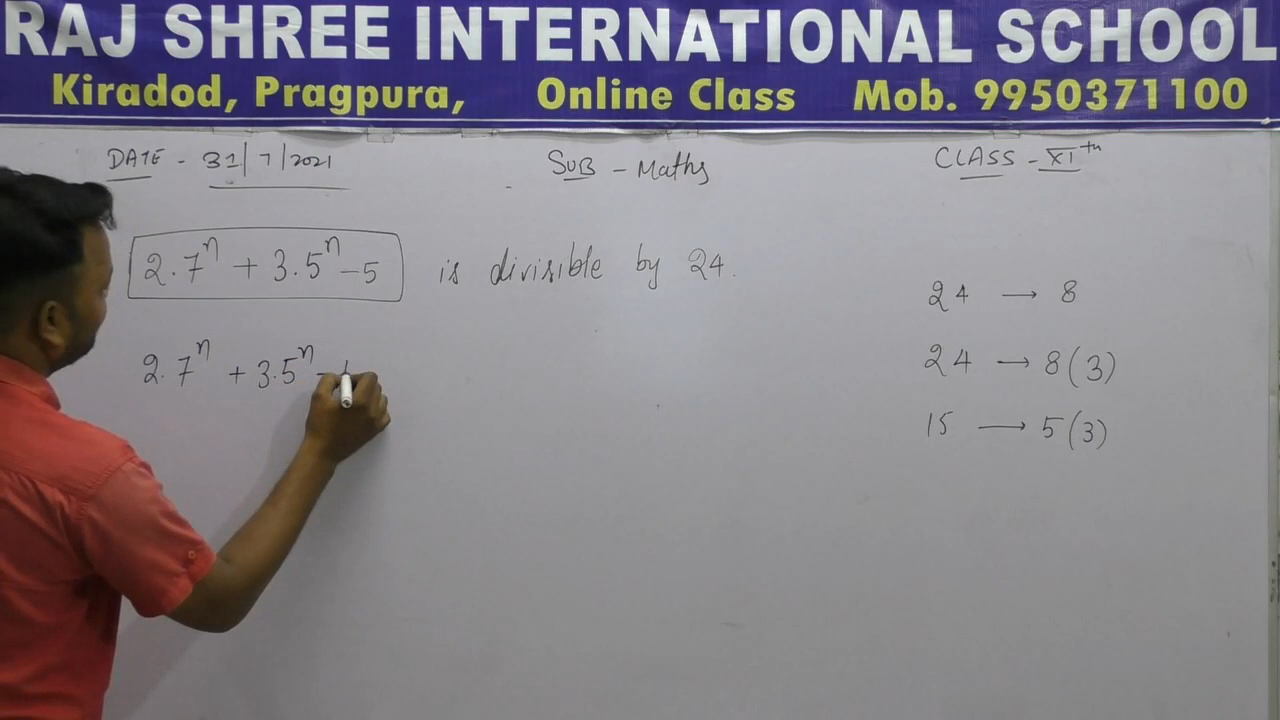 RAJ SHREE INTERNATIONAL SCHOOL
Kiradod, Pragpura, Online Class Mob. 9950371100
DATE - 31/7/2021 SUB - Maths CLASS - XIth
2.7ⁿ + 3.5ⁿ - 5 is divisible by 24.
24 → 8
2.7ⁿ + 3.5ⁿ -
24 → 8(3)
15 → 5(3)